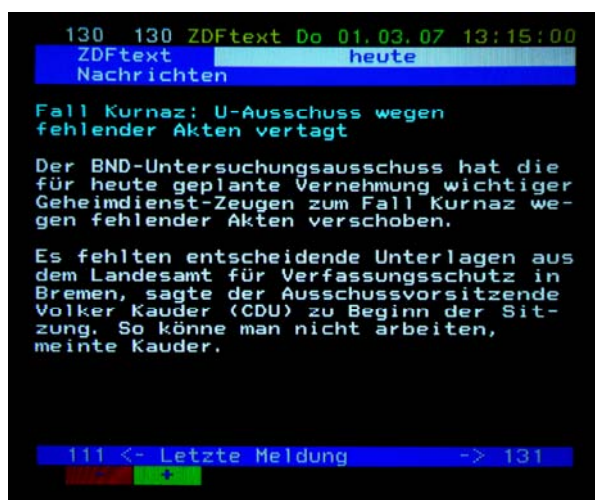 130 130 ZDFtext Do 01.03.07 13:15:00
ZDFtext heute
Nachrichten
Fall Kurnaz: U-Ausschuss wegen
fehlender Akten vertagt
Der BND-Untersuchungsausschuss hat die
für heute geplante Vernehmung wichtiger
Geheimdienst-Zeugen zum Fall Kurnaz we-
gen fehlender Akten verschoben.
Es fehlten entscheidende Unterlagen aus
dem Landesamt für Verfassungsschutz in
Bremen, sagte der Ausschussvorsitzende
Volker Kauder (CDU) zu Beginn der Sit-
zung. So könne man nicht arbeiten,
meinte Kauder.
111 <- Letzte Meldung -> 131
- +